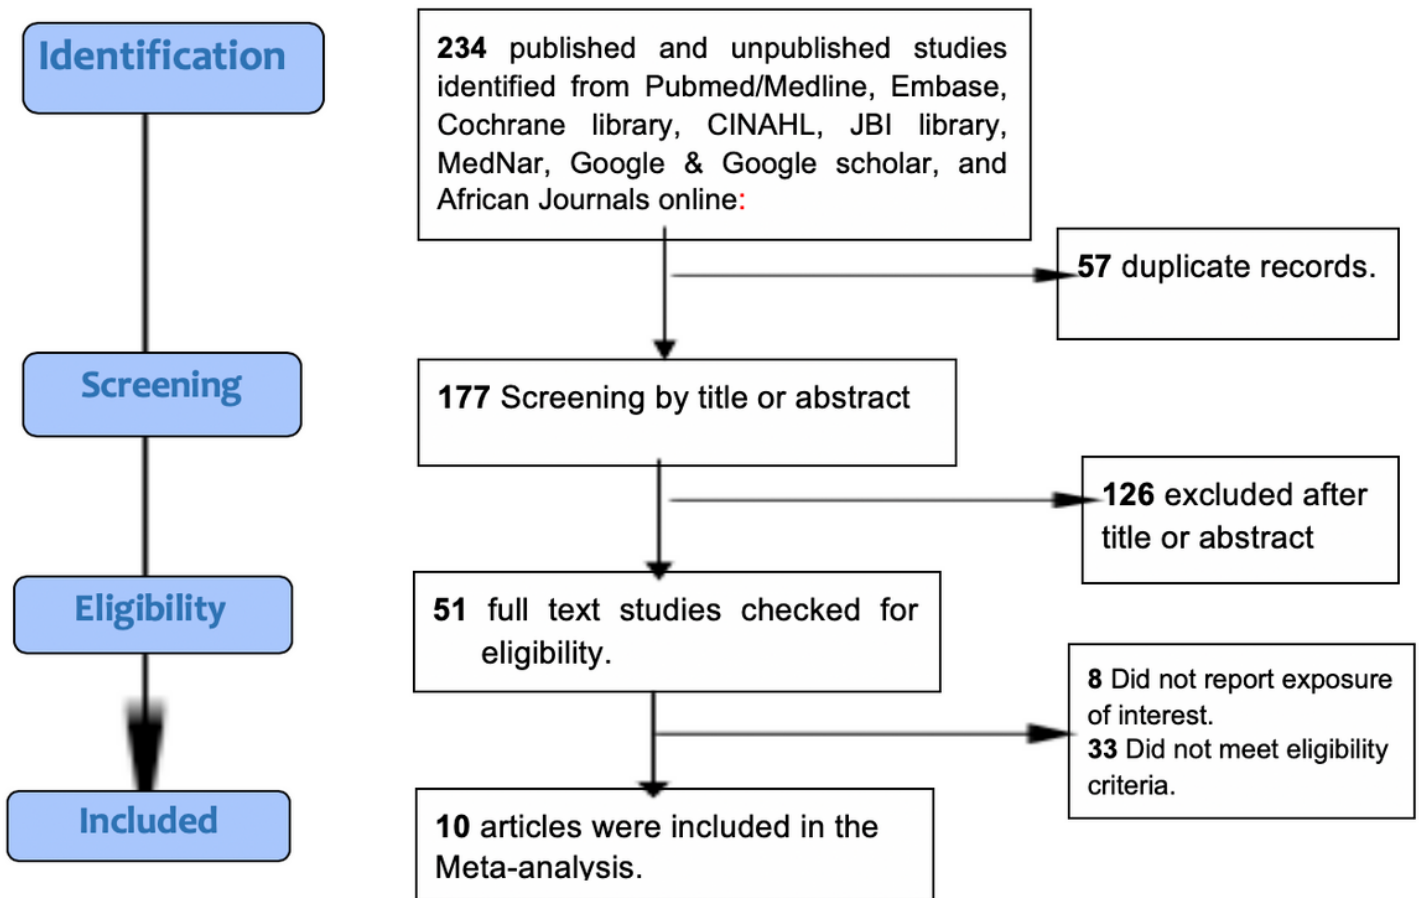 Identification
234 published and unpublished studies
identified from Pubmed/Medline, Embase,
Cochrane library, CINAHL, JBI library,
MedNar, Google & Google scholar, and
African Journals online:
57 duplicate records.
Screening
177 Screening by title or abstract
126 excluded after
title or abstract
Eligibility
51 full text studies checked for
eligibility.
8 Did not report exposure
of interest.
33 Did not meet eligibility
criteria.
Included
10 articles were included in the
Meta-analysis.